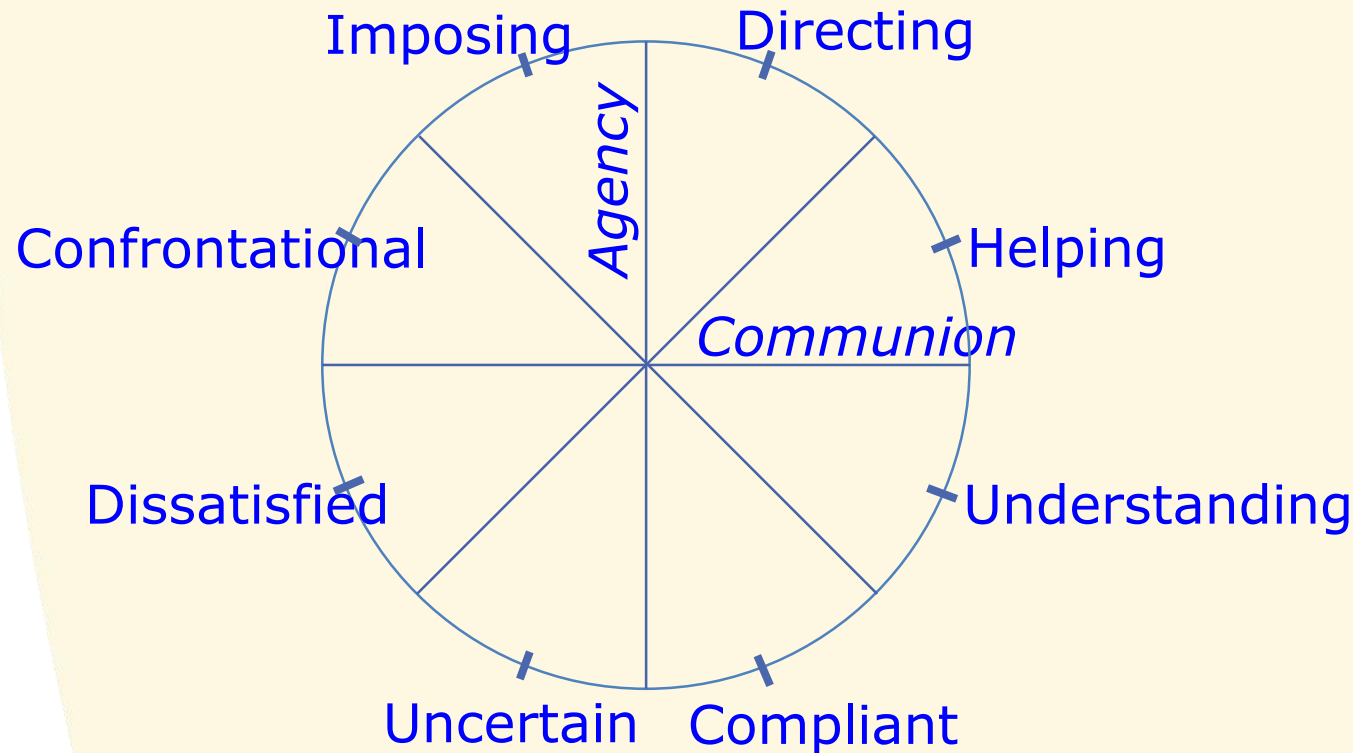 Imposing
Directing
Agency
Confrontational
Helping
Communion
Dissatisfied
Understanding
Uncertain
Compliant